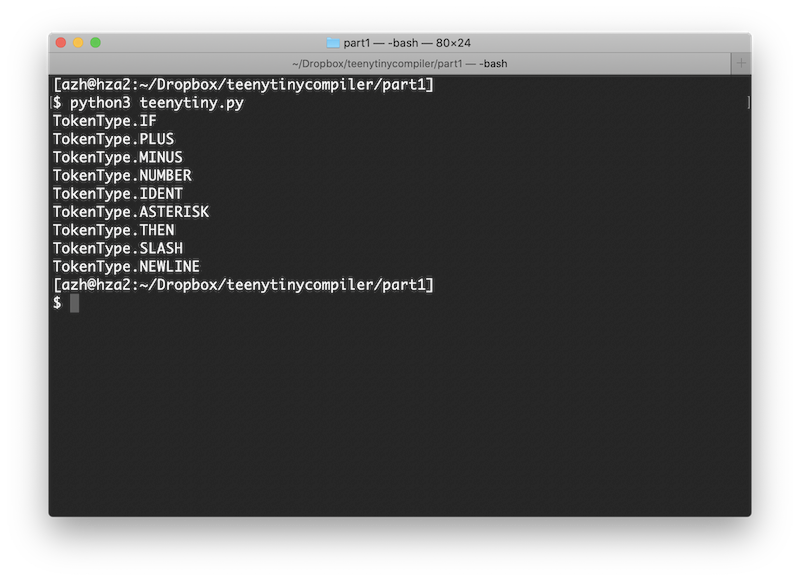 part1 — -bash — 80×24
~/Dropbox/teenytinycompiler/part1 — -bash +
[azh@hza2:~/Dropbox/teenytinycompiler/part1]
[$ python3 teenytiny.py ]
TokenType.IF
TokenType.PLUS
TokenType.MINUS
TokenType.NUMBER
TokenType.IDENT
TokenType.ASTERISK
TokenType.THEN
TokenType.SLASH
TokenType.NEWLINE
[azh@hza2:~/Dropbox/teenytinycompiler/part1]
$